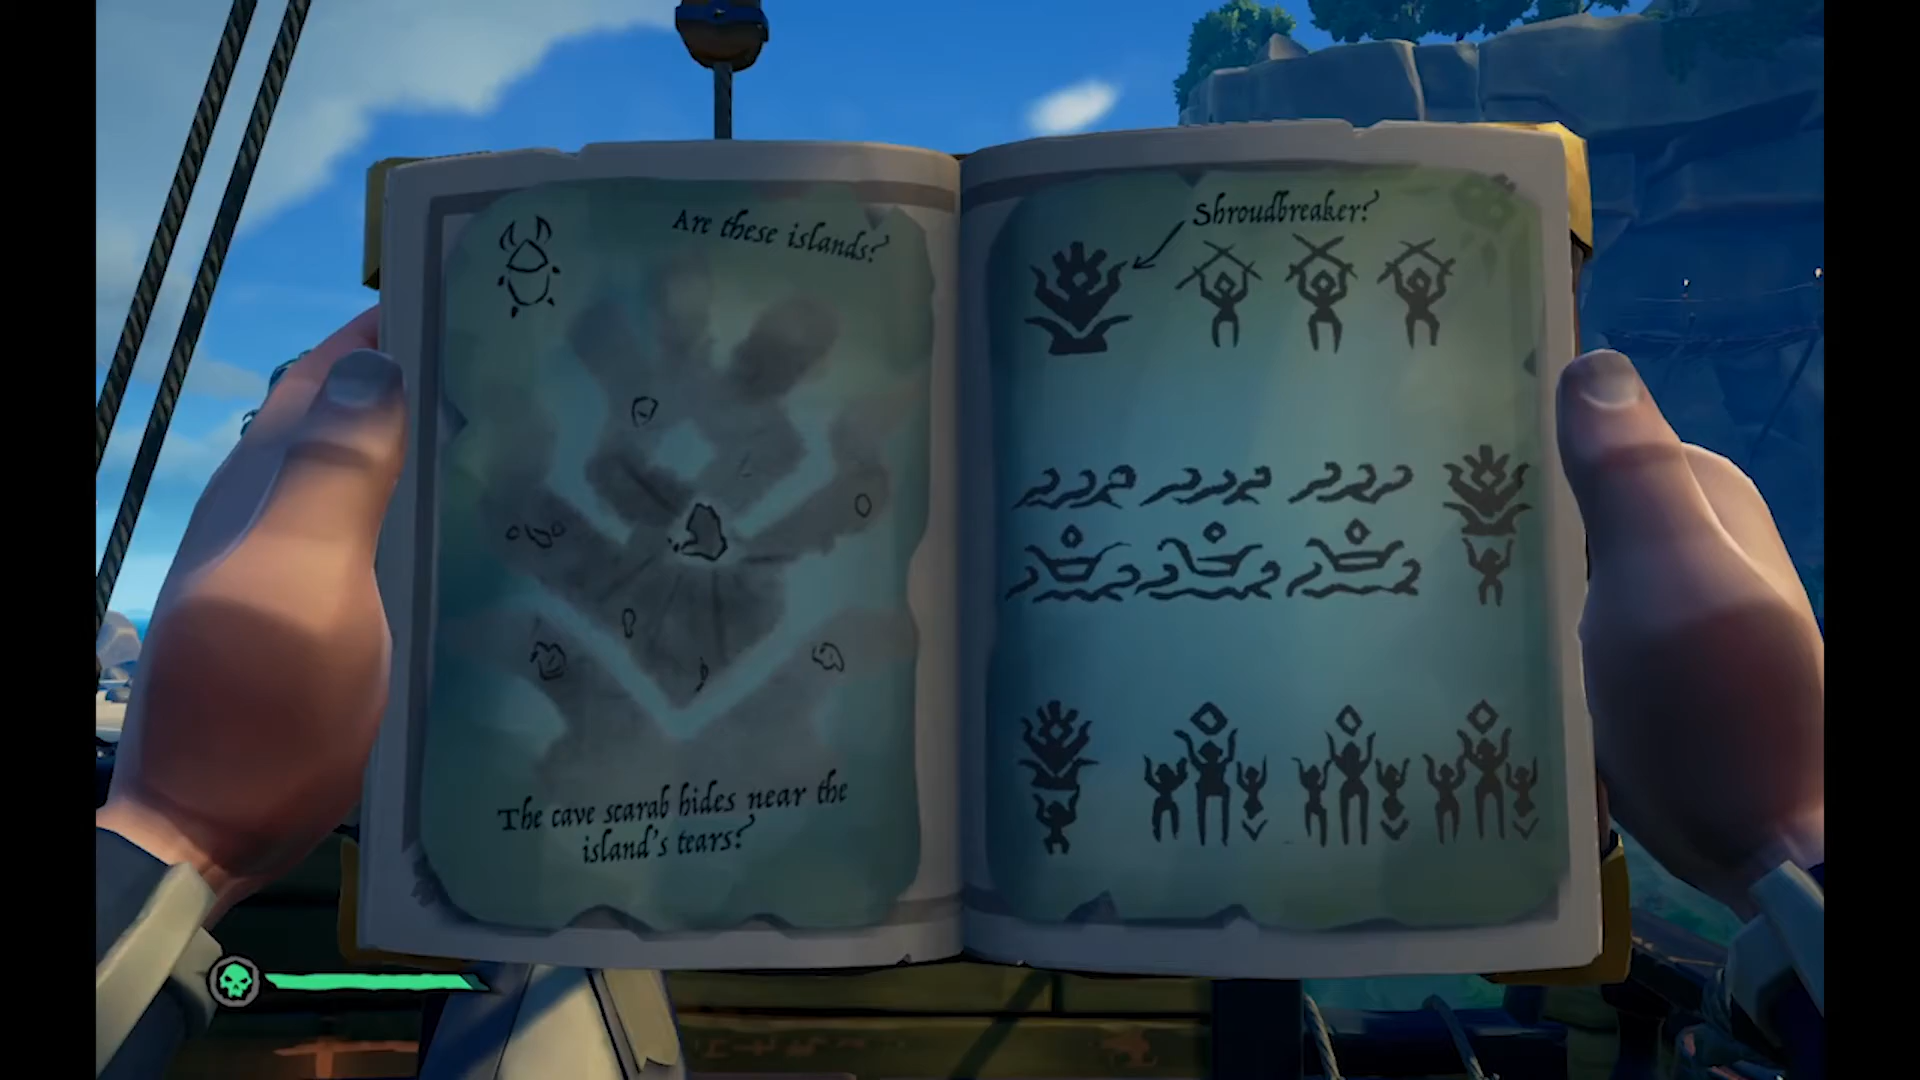 Are these islands?
The cave scarab hides near the
island's tears?
Shroudbreaker?